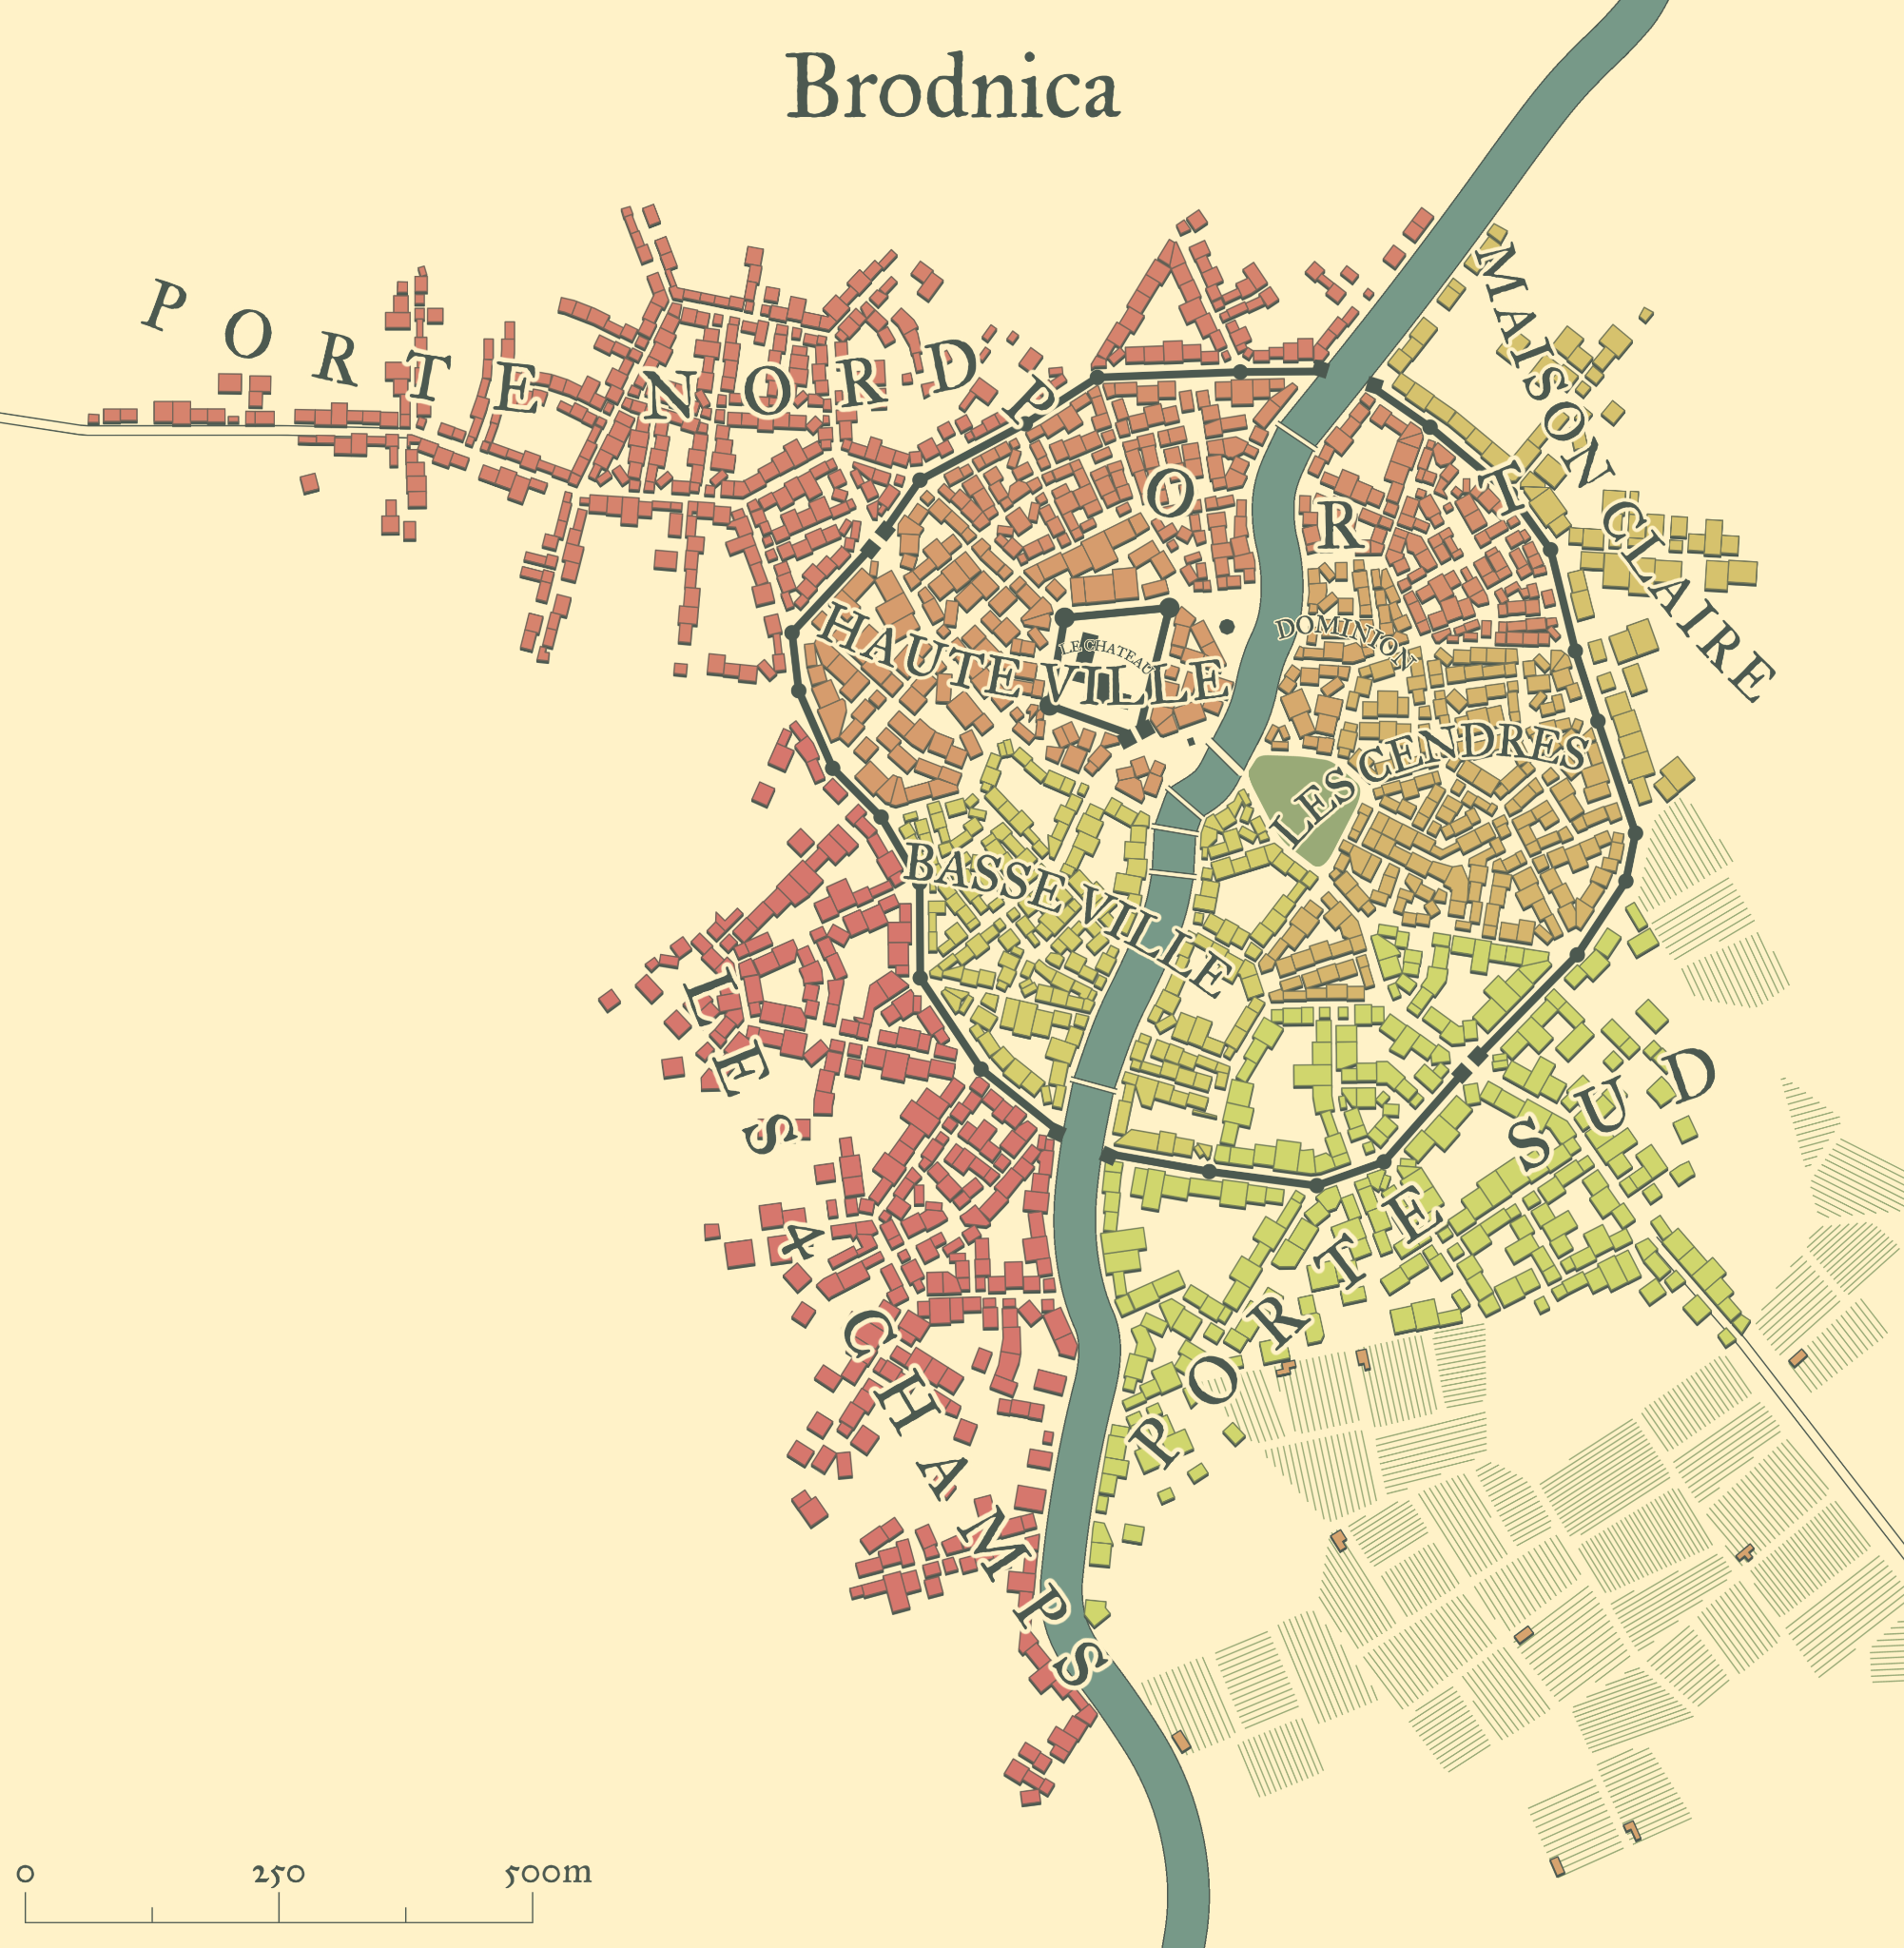 Brodnica
MAISON CLAIRE
PORTE NORD
PORT
HAUTE VILLE
LE CHATEAU
DOMINION
LES CENDRES
BASSE VILLE
LES 4 CHAMPS
PORTE SUD
0 250 500m